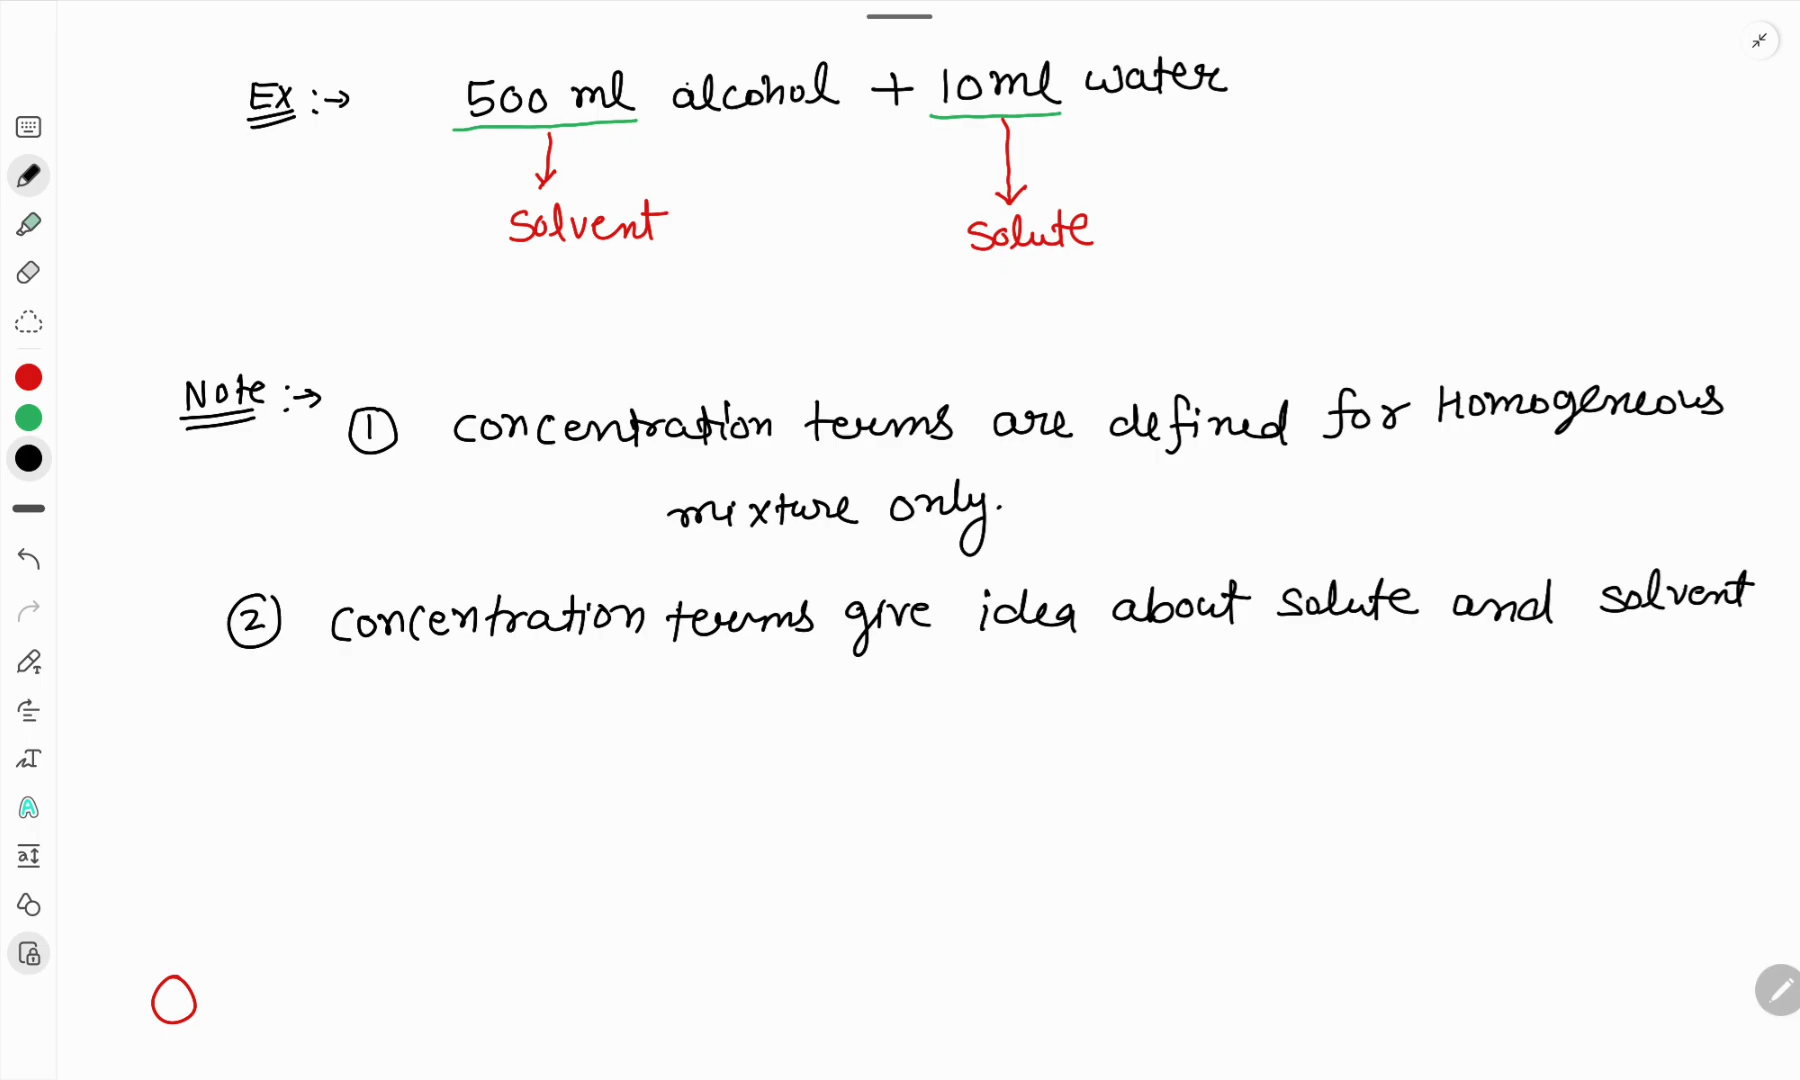 Ex :→ 500 ml alcohol + 10ml water
Solvent Solute
Note :→ ① concentration terms are defined for Homogeneous
mixture only.
② concentration terms give idea about solute and solvent